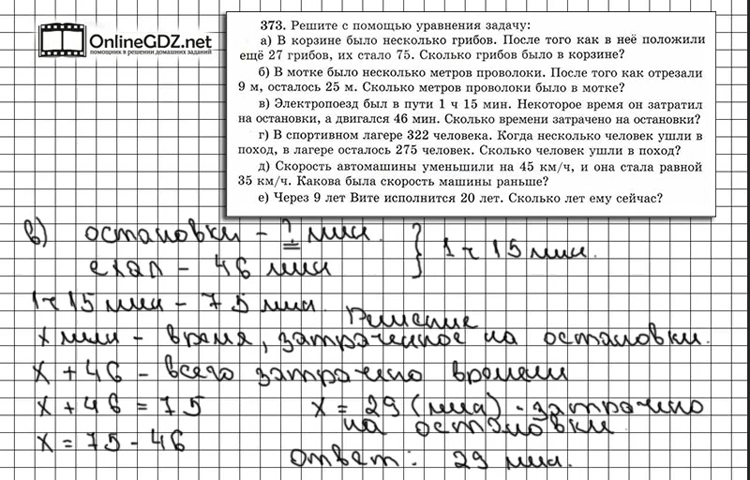 OnlineGDZ.net
помощник в решении домашних заданий
373. Решите с помощью уравнения задачу:
а) В корзине было несколько грибов. После того как в неё положили
ещё 27 грибов, их стало 75. Сколько грибов было в корзине?
б) В мотке было несколько метров проволоки. После того как отрезали
9 м, осталось 25 м. Сколько метров проволоки было в мотке?
в) Электропоезд был в пути 1 ч 15 мин. Некоторое время он затратил
на остановки, а двигался 46 мин. Сколько времени затрачено на остановки?
г) В спортивном лагере 322 человека. Когда несколько человек ушли в
поход, в лагере осталось 275 человек. Сколько человек ушли в поход?
д) Скорость автомашины уменьшили на 45 км/ч, и она стала равной
35 км/ч. Какова была скорость машины раньше?
е) Через 9 лет Вите исполнится 20 лет. Сколько лет ему сейчас?
в) остановки - ? мин.
ехал - 46 мин
} 1 ч 15 мин.
1ч 15 мин - 75 мин.
Решение
х мин - время, затраченное на остановки.
х + 46 - всего затрачено времени
х + 46 = 75
х = 75 - 46
х = 29 (мин) - затрачено
на остановки
ответ: 29 мин.